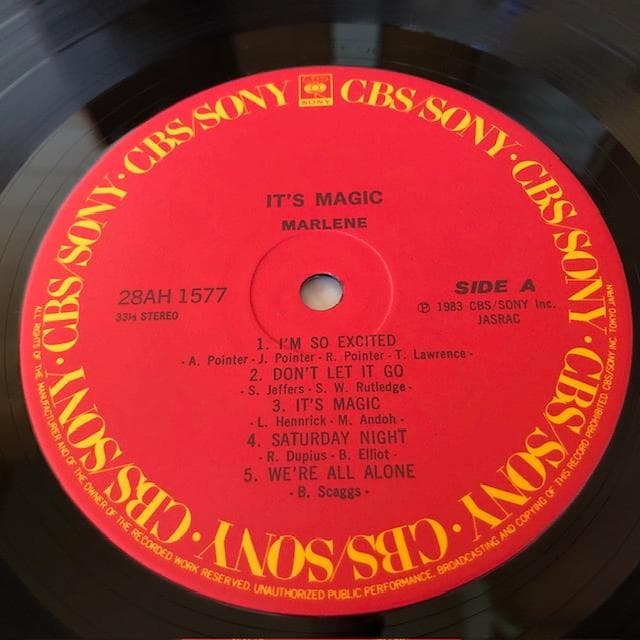 CBS/SONY
SONY
CBS/SONY · CBS/SONY · CBS/SONY · CBS/SONY · CBS/SONY · CBS/SONY · CBS/SONY · CBS/SONY
IT'S MAGIC
MARLENE
28AH 1577
33⅓ STEREO
SIDE A
℗ 1983 CBS/SONY Inc.
JASRAC
1. I'M SO EXCITED
- A. Pointer - J. Pointer - R. Pointer - T. Lawrence -
2. DON'T LET IT GO
- S. Jeffers - S. W. Rutledge -
3. IT'S MAGIC
- L. Hennrick - M. Andoh -
4. SATURDAY NIGHT
- R. Dupius - B. Elliot -
5. WE'RE ALL ALONE
- B. Scaggs -
ALL RIGHTS OF THE MANUFACTURER AND OF THE OWNER OF THE RECORDED WORK RESERVED. UNAUTHORIZED PUBLIC PERFORMANCE, BROADCASTING AND COPYING OF THIS RECORD PROHIBITED CBS/SONY INC. TOKYO JAPAN